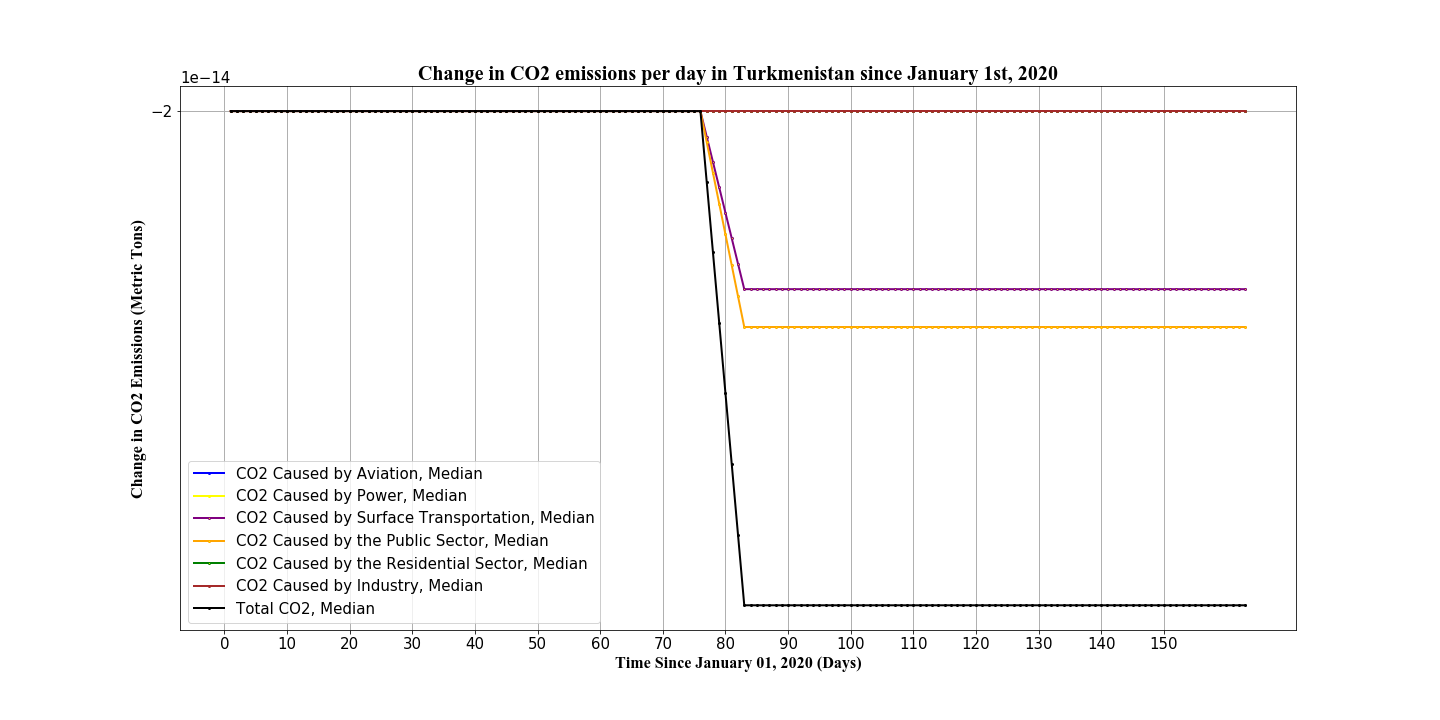 Change in CO2 emissions per day in Turkmenistan since January 1st, 2020
1e−14
−2
Change in CO2 Emissions (Metric Tons)
CO2 Caused by Aviation, Median
CO2 Caused by Power, Median
CO2 Caused by Surface Transportation, Median
CO2 Caused by the Public Sector, Median
CO2 Caused by the Residential Sector, Median
CO2 Caused by Industry, Median
Total CO2, Median
0 10 20 30 40 50 60 70 80 90 100 110 120 130 140 150
Time Since January 01, 2020 (Days)